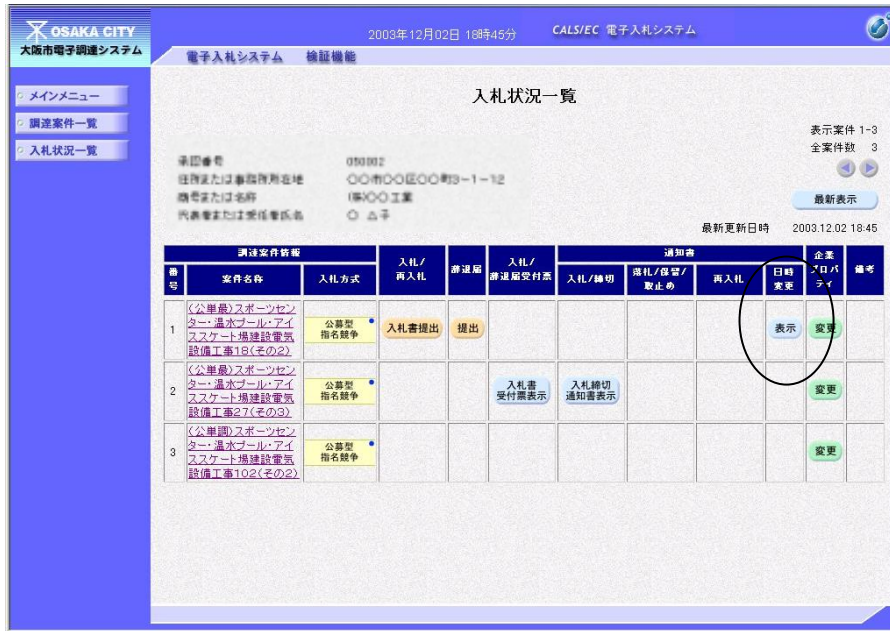 OSAKA CITY
大阪市電子調達システム
2003年12月02日 18時45分
CALS/EC 電子入札システム
電子入札システム 検証機能
メインメニュー
調達案件一覧
入札状況一覧
入札状況一覧
表示案件 1-3
全案件数 3
承認番号 050002
住所または事務所所在地 〇〇市〇〇区〇〇町3-1-12
商号または名称 (株)〇〇工業
代表者または受任者氏名 〇 △子
最新表示
最新更新日時 2003.12.02 18:45
調達案件情報
入札/
再入札
辞退届
入札/
辞退届受付票
通知書
企業
プロパ
ティ
備考
番
号
案件名称
入札方式
入札/締切
落札/保留/
取止め
再入札
日時
変更
1
(公単最)スポーツセン
ター・温水プール・アイ
ススケート場建設電気
設備工事18(その2)
公募型
指名競争
入札書提出
提出
表示
変更
2
(公単最)スポーツセン
ター・温水プール・アイ
ススケート場建設電気
設備工事27(その3)
公募型
指名競争
入札書
受付票表示
入札締切
通知書表示
変更
3
(公単調)スポーツセン
ター・温水プール・アイ
ススケート場建設電気
設備工事102(その2)
公募型
指名競争
変更